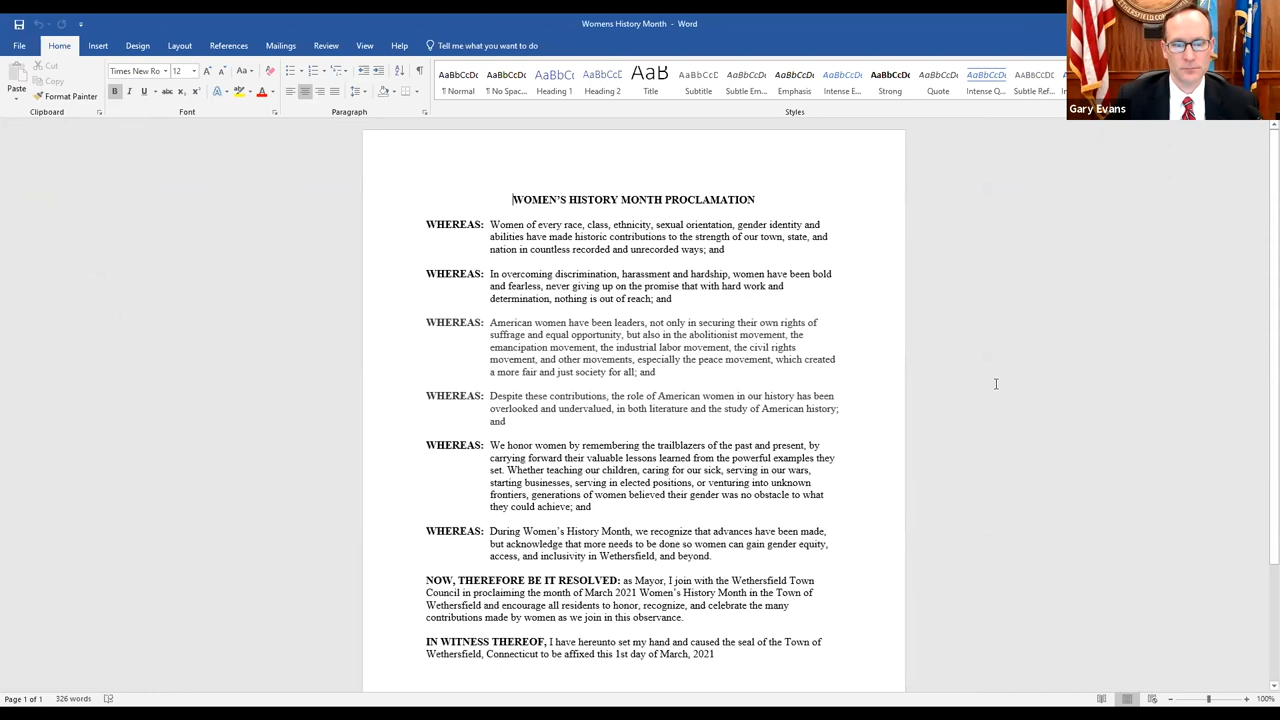 Womens History Month - Word
File Home Insert Design Layout References Mailings Review View Help Tell me what you want to do
Paste
Cut
Copy
Format Painter
Clipboard
Times New Ro 12
Font
Paragraph
AaBbCcDc AaBbCcDc AaBbC( AaBbCcC AaB AaBbCcC AaBbCcDc AaBbCcDc AaBbCcDc AaBbCcDc AaBbCcDc AaBbCcDc
¶ Normal ¶ No Spac... Heading 1 Heading 2 Title Subtitle Subtle Em... Emphasis Intense E... Strong Quote Intense Q... Subtle Ref...
Styles
Gary Evans
WOMEN'S HISTORY MONTH PROCLAMATION
WHEREAS: Women of every race, class, ethnicity, sexual orientation, gender identity and
abilities have made historic contributions to the strength of our town, state, and
nation in countless recorded and unrecorded ways; and
WHEREAS: In overcoming discrimination, harassment and hardship, women have been bold
and fearless, never giving up on the promise that with hard work and
determination, nothing is out of reach; and
WHEREAS: American women have been leaders, not only in securing their own rights of
suffrage and equal opportunity, but also in the abolitionist movement, the
emancipation movement, the industrial labor movement, the civil rights
movement, and other movements, especially the peace movement, which created
a more fair and just society for all; and
WHEREAS: Despite these contributions, the role of American women in our history has been
overlooked and undervalued, in both literature and the study of American history;
and
WHEREAS: We honor women by remembering the trailblazers of the past and present, by
carrying forward their valuable lessons learned from the powerful examples they
set. Whether teaching our children, caring for our sick, serving in our wars,
starting businesses, serving in elected positions, or venturing into unknown
frontiers, generations of women believed their gender was no obstacle to what
they could achieve; and
WHEREAS: During Women's History Month, we recognize that advances have been made,
but acknowledge that more needs to be done so women can gain gender equity,
access, and inclusivity in Wethersfield, and beyond.
NOW, THEREFORE BE IT RESOLVED: as Mayor, I join with the Wethersfield Town
Council in proclaiming the month of March 2021 Women's History Month in the Town of
Wethersfield and encourage all residents to honor, recognize, and celebrate the many
contributions made by women as we join in this observance.
IN WITNESS THEREOF, I have hereunto set my hand and caused the seal of the Town of
Wethersfield, Connecticut to be affixed this 1st day of March, 2021
Page 1 of 1 326 words 100%